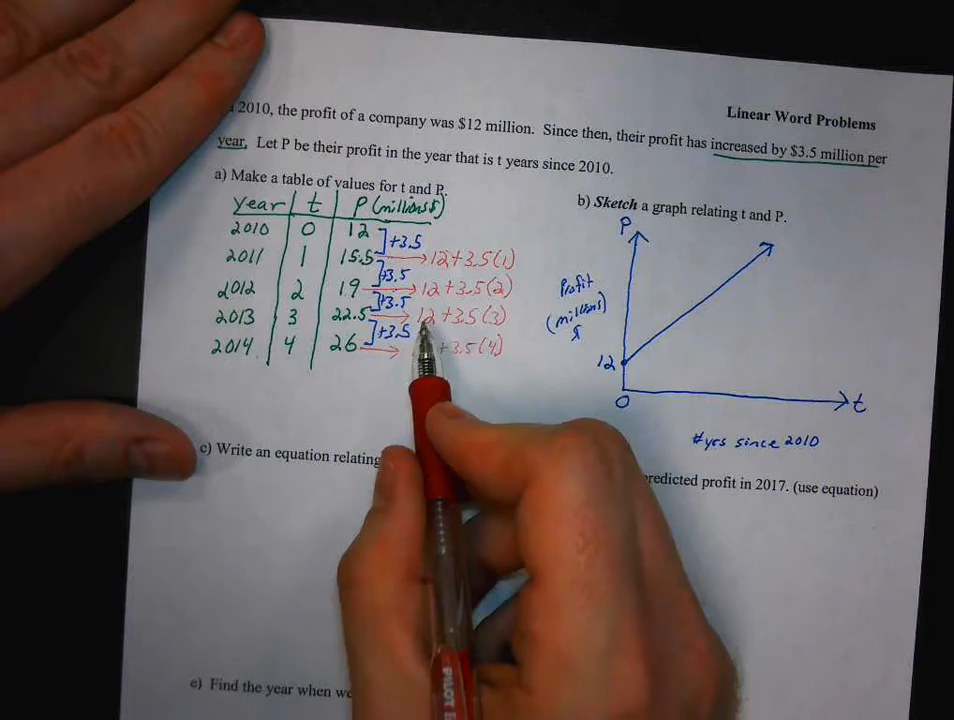 Linear Word Problems
2010, the profit of a company was $12 million. Since then, their profit has increased by $3.5 million per
year, Let P be their profit in the year that is t years since 2010.
a) Make a table of values for t and P.
year t P (millions $)
2010 0 12
]+3.5
2011 1 15.5 → 12+3.5(1)
]+3.5
2012 2 19 → 12+3.5(2)
]+3.5
2013 3 22.5 → 12+3.5(3)
]+3.5
2014 4 26 → +3.5(4)
b) Sketch a graph relating t and P.
P
Profit
(millions)
$
12
0
t
#yrs since 2010
c) Write an equation relating
predicted profit in 2017. (use equation)
e) Find the year when we
PILOT